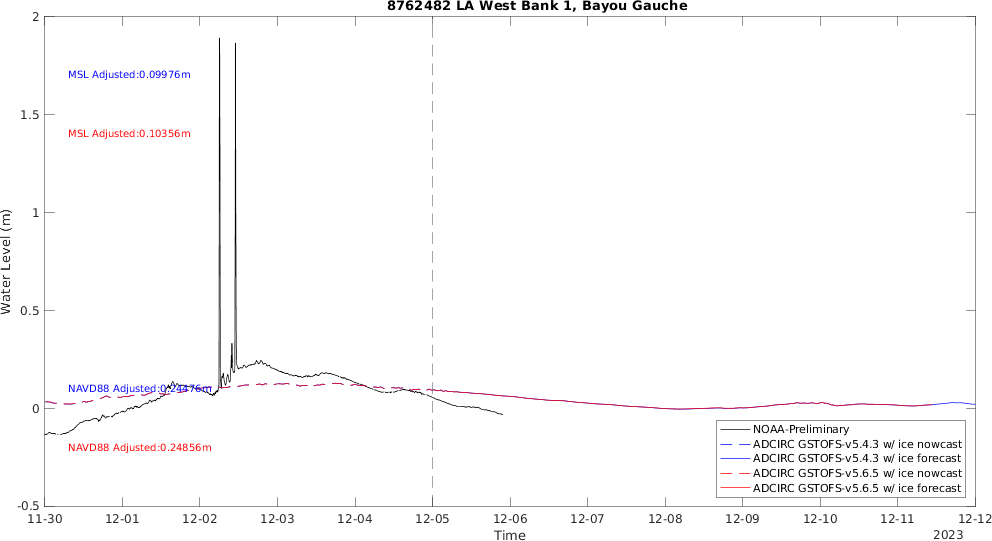 8762482 LA West Bank 1, Bayou Gauche
2
MSL Adjusted:0.09976m
1.5
MSL Adjusted:0.10356m
1
Water Level (m)
0.5
NAVD88 Adjusted:0.24476m
0
NAVD88 Adjusted:0.24856m
NOAA-Preliminary
ADCIRC GSTOFS-v5.4.3 w/ ice nowcast
ADCIRC GSTOFS-v5.4.3 w/ ice forecast
ADCIRC GSTOFS-v5.6.5 w/ ice nowcast
ADCIRC GSTOFS-v5.6.5 w/ ice forecast
-0.5
11-30 12-01 12-02 12-03 12-04 12-05 12-06 12-07 12-08 12-09 12-10 12-11 12-12
Time
2023